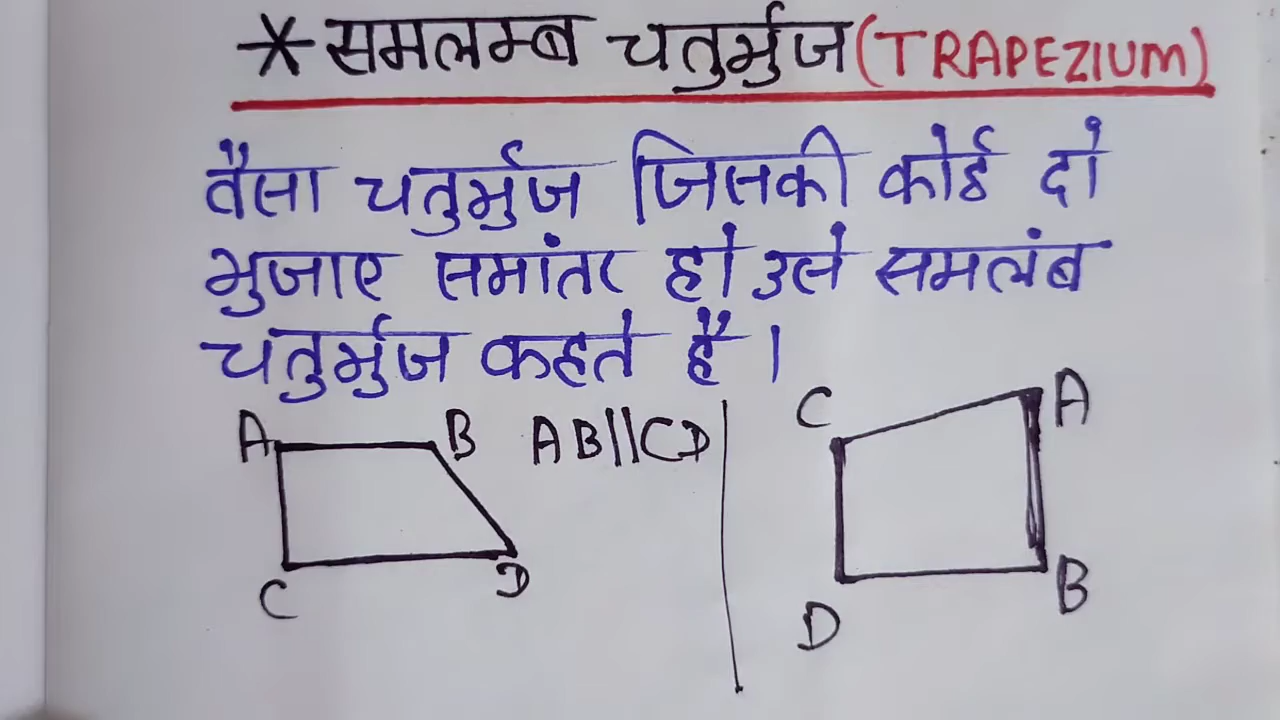 * समलम्ब चतुर्भुज (TRAPEZIUM)
वैसा चतुर्भुज जिसकी कोई दो
भुजाए समांतर हो उसे समलंब
चतुर्भुज कहते है ।
A B AB||CD
C D
C A
D B